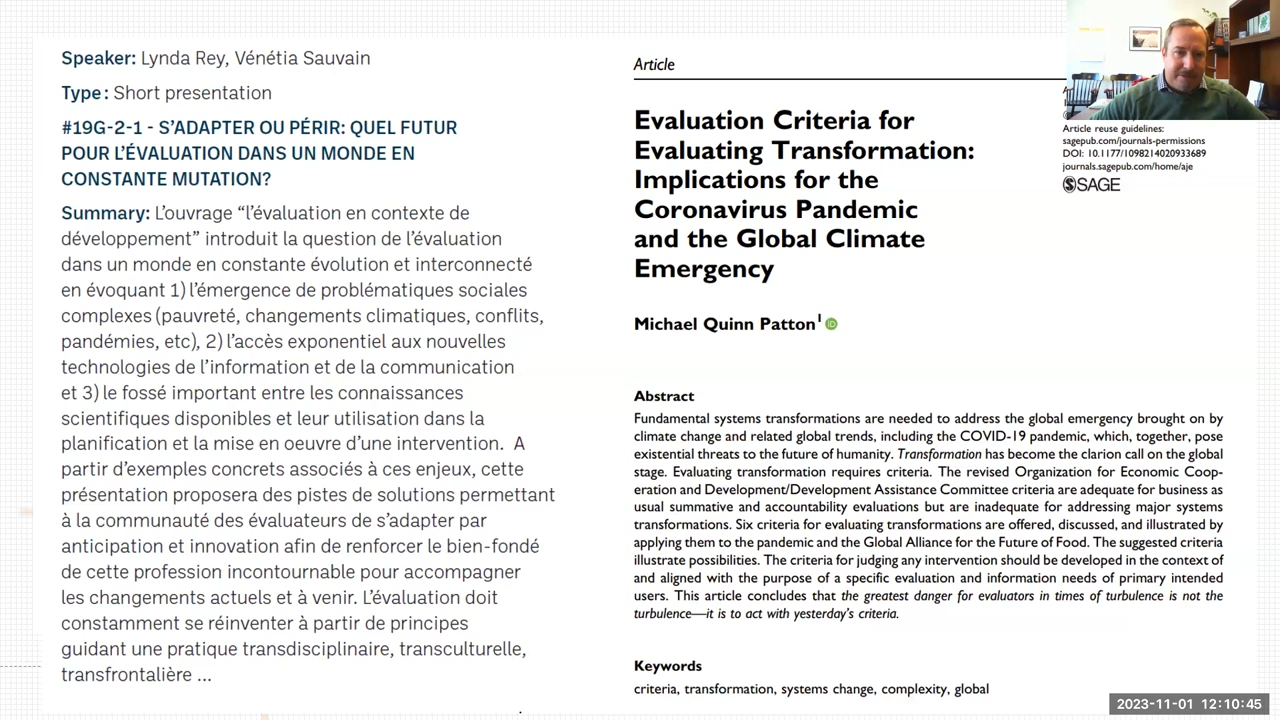 Speaker: Lynda Rey, Vénétia Sauvain
Type : Short presentation
#19G-2-1 - S’ADAPTER OU PÉRIR: QUEL FUTUR
POUR L’ÉVALUATION DANS UN MONDE EN
CONSTANTE MUTATION?
Summary: L’ouvrage “l’évaluation en contexte de
développement” introduit la question de l’évaluation
dans un monde en constante évolution et interconnecté
en évoquant 1) l’émergence de problématiques sociales
complexes (pauvreté, changements climatiques, conflits,
pandémies, etc), 2) l’accès exponentiel aux nouvelles
technologies de l’information et de la communication
et 3) le fossé important entre les connaissances
scientifiques disponibles et leur utilisation dans la
planification et la mise en oeuvre d’une intervention. A
partir d’exemples concrets associés à ces enjeux, cette
présentation proposera des pistes de solutions permettant
à la communauté des évaluateurs de s’adapter par
anticipation et innovation afin de renforcer le bien-fondé
de cette profession incontournable pour accompagner
les changements actuels et à venir. L’évaluation doit
constamment se réinventer à partir de principes
guidant une pratique transdisciplinaire, transculturelle,
transfrontalière ...
Article
Article reuse guidelines:
sagepub.com/journals-permissions
DOI: 10.1177/1098214020933689
journals.sagepub.com/home/aje
SAGE
Evaluation Criteria for
Evaluating Transformation:
Implications for the
Coronavirus Pandemic
and the Global Climate
Emergency
Michael Quinn Patton1 iD
Abstract
Fundamental systems transformations are needed to address the global emergency brought on by
climate change and related global trends, including the COVID-19 pandemic, which, together, pose
existential threats to the future of humanity. Transformation has become the clarion call on the global
stage. Evaluating transformation requires criteria. The revised Organization for Economic Coop-
eration and Development/Development Assistance Committee criteria are adequate for business as
usual summative and accountability evaluations but are inadequate for addressing major systems
transformations. Six criteria for evaluating transformations are offered, discussed, and illustrated by
applying them to the pandemic and the Global Alliance for the Future of Food. The suggested criteria
illustrate possibilities. The criteria for judging any intervention should be developed in the context of
and aligned with the purpose of a specific evaluation and information needs of primary intended
users. This article concludes that the greatest danger for evaluators in times of turbulence is not the
turbulence—it is to act with yesterday’s criteria.
Keywords
criteria, transformation, systems change, complexity, global
2023-11-01 12:10:45